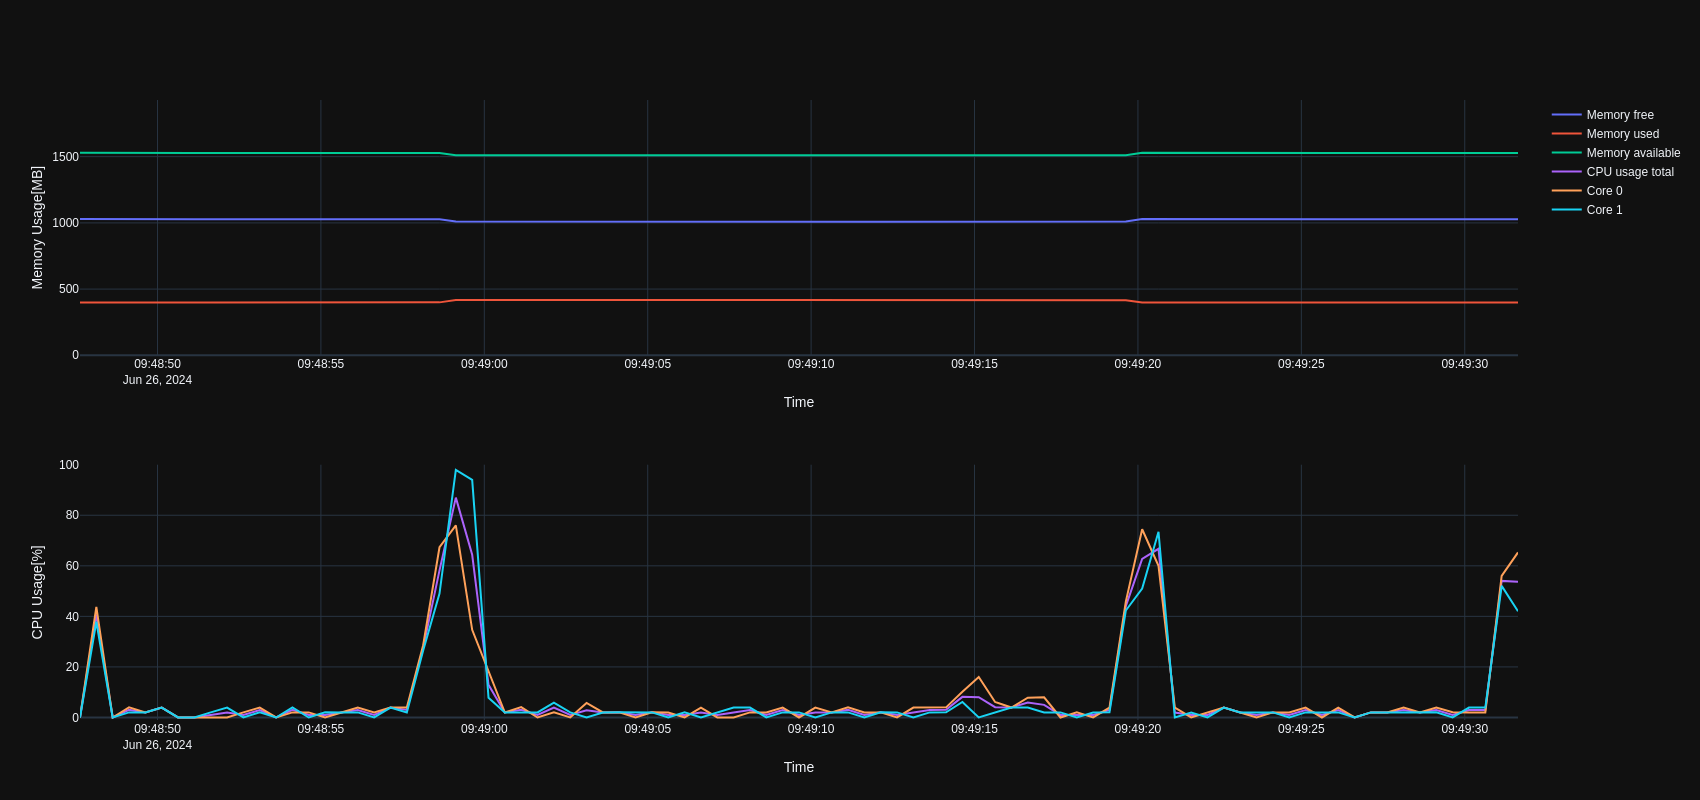 Memory Usage[MB]
1500
1000
500
0
09:48:50
09:48:55
09:49:00
09:49:05
09:49:10
09:49:15
09:49:20
09:49:25
09:49:30
Jun 26, 2024
Time
Memory free
Memory used
Memory available
CPU usage total
Core 0
Core 1
CPU Usage[%]
100
80
60
40
20
0
09:48:50
09:48:55
09:49:00
09:49:05
09:49:10
09:49:15
09:49:20
09:49:25
09:49:30
Jun 26, 2024
Time